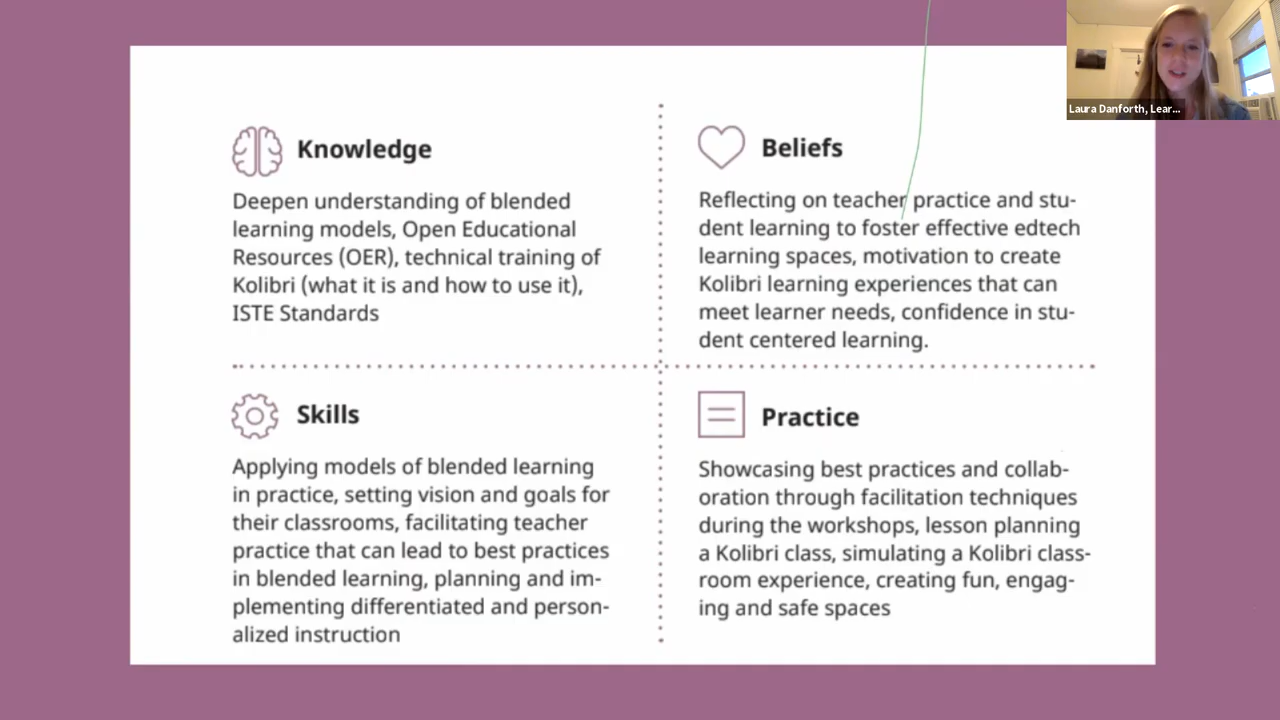 Laura Danforth, Lear...
Knowledge
Deepen understanding of blended
learning models, Open Educational
Resources (OER), technical training of
Kolibri (what it is and how to use it),
ISTE Standards
Beliefs
Reflecting on teacher practice and stu-
dent learning to foster effective edtech
learning spaces, motivation to create
Kolibri learning experiences that can
meet learner needs, confidence in stu-
dent centered learning.
Skills
Applying models of blended learning
in practice, setting vision and goals for
their classrooms, facilitating teacher
practice that can lead to best practices
in blended learning, planning and im-
plementing differentiated and person-
alized instruction
Practice
Showcasing best practices and collab-
oration through facilitation techniques
during the workshops, lesson planning
a Kolibri class, simulating a Kolibri class-
room experience, creating fun, engag-
ing and safe spaces